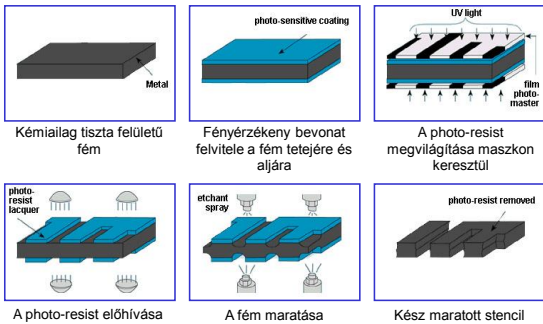 Metal
Kémiailag tiszta felületű
fém
photo-sensitive coating
Fényérzékeny bevonat
felvitele a fém tetejére és
aljára
UV light
film
photo-
master
A photo-resist
megvilágítása maszkon
keresztül
photo-
resist
lacquer
A photo-resist előhívása
etchant
spray
A fém maratása
photo-resist removed
Kész maratott stencil